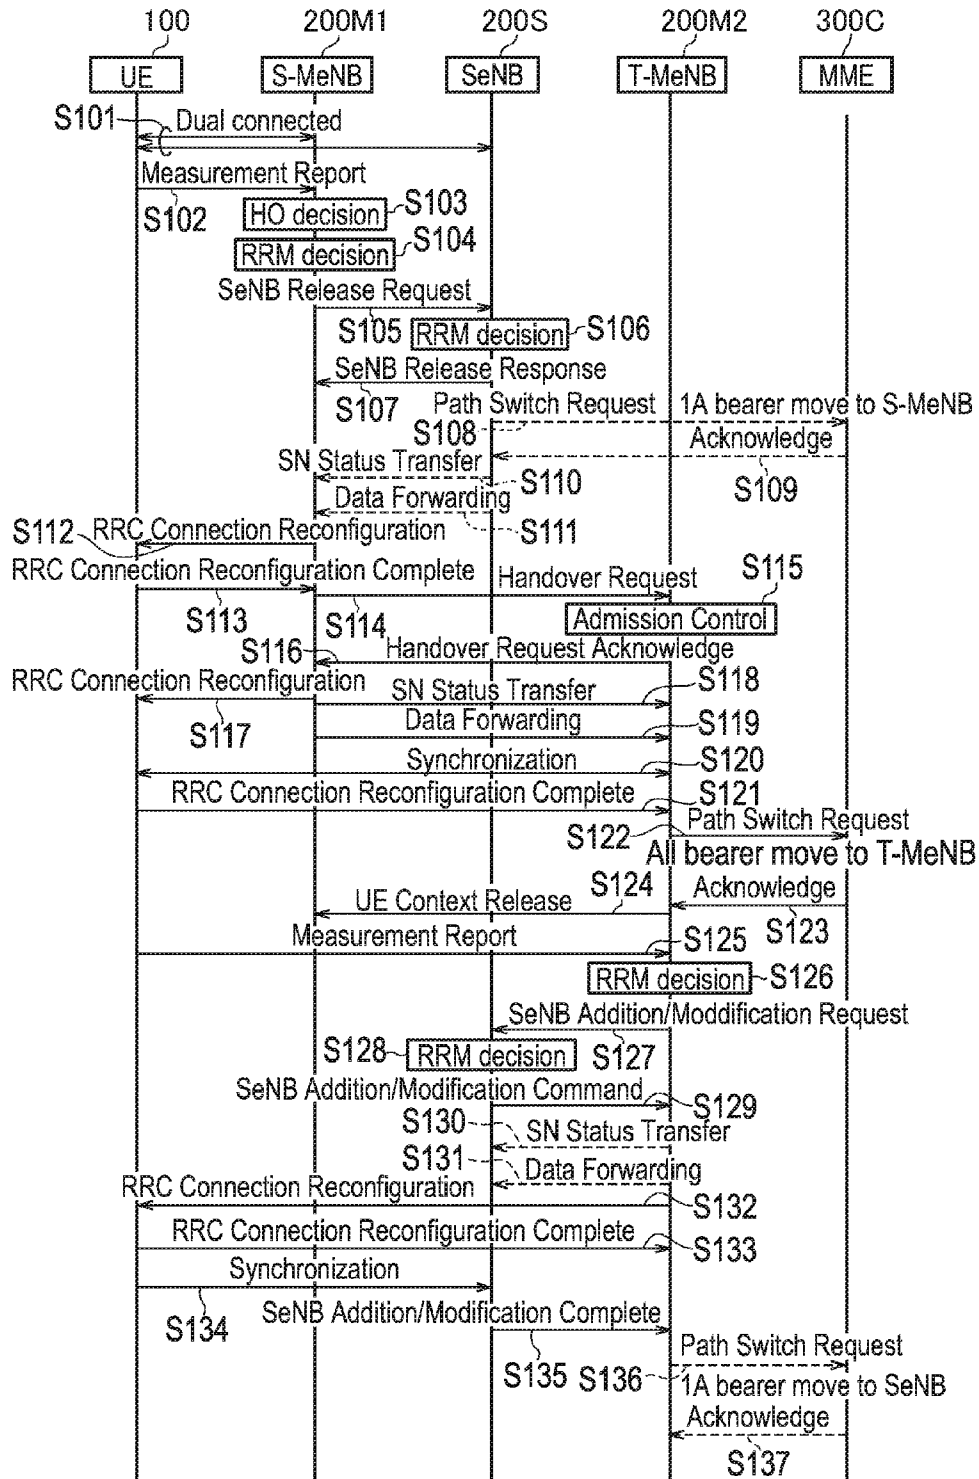 100 200M1 200S 200M2 300C
UE S-MeNB SeNB T-MeNB MME
S101 Dual connected
Measurement Report
S102 HO decision S103
RRM decision S104
SeNB Release Request
S105 RRM decision S106
SeNB Release Response
S107 Path Switch Request 1A bearer move to S-MeNB
S108 Acknowledge
SN Status Transfer S110 S109
Data Forwarding
S111
S112 RRC Connection Reconfiguration
RRC Connection Reconfiguration Complete Handover Request S115
S113 S114 Admission Control
S116 Handover Request Acknowledge
RRC Connection Reconfiguration SN Status Transfer S118
S117 Data Forwarding S119
Synchronization S120
RRC Connection Reconfiguration Complete S121
S122 Path Switch Request
All bearer move to T-MeNB
S124 Acknowledge
UE Context Release S123
Measurement Report S125
RRM decision S126
SeNB Addition/Moddification Request
S128 RRM decision S127
SeNB Addition/Modification Command S129
S130 SN Status Transfer
S131 Data Forwarding
RRC Connection Reconfiguration S132
RRC Connection Reconfiguration Complete S133
Synchronization
S134 SeNB Addition/Modification Complete
S135 S136 Path Switch Request
1A bearer move to SeNB
Acknowledge
S137